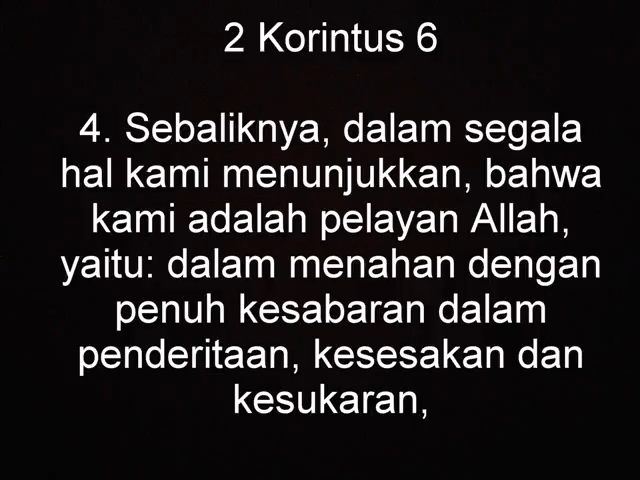 2 Korintus 6
4. Sebaliknya, dalam segala
hal kami menunjukkan, bahwa
kami adalah pelayan Allah,
yaitu: dalam menahan dengan
penuh kesabaran dalam
penderitaan, kesesakan dan
kesukaran,